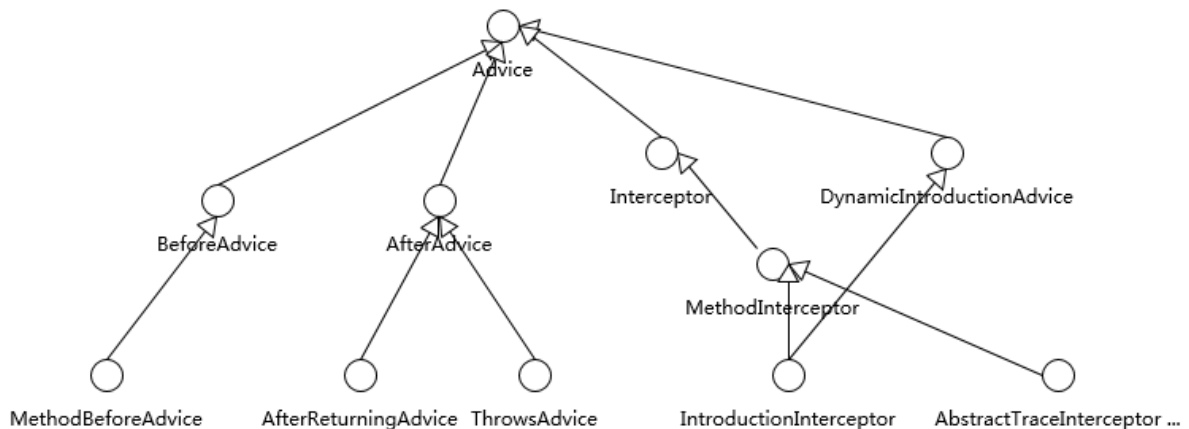 Advice
Interceptor
DynamicIntroductionAdvice
BeforeAdvice
AfterAdvice
MethodInterceptor
MethodBeforeAdvice
AfterReturningAdvice
ThrowsAdvice
IntroductionInterceptor
AbstractTraceInterceptor ...